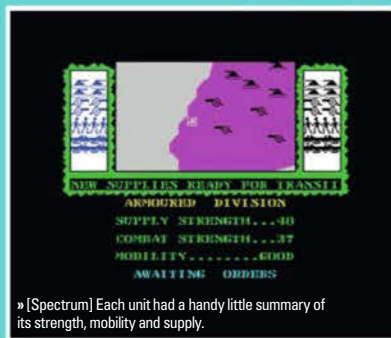 NEW SUPPLIES READY FOR TRANSIT
ARMOURED DIVISION
SUPPLY STRENGTH...48
COMBAT STRENGTH...37
MOBILITY........GOOD
AWAITING ORDERS
» [Spectrum] Each unit had a handy little summary of
its strength, mobility and supply.